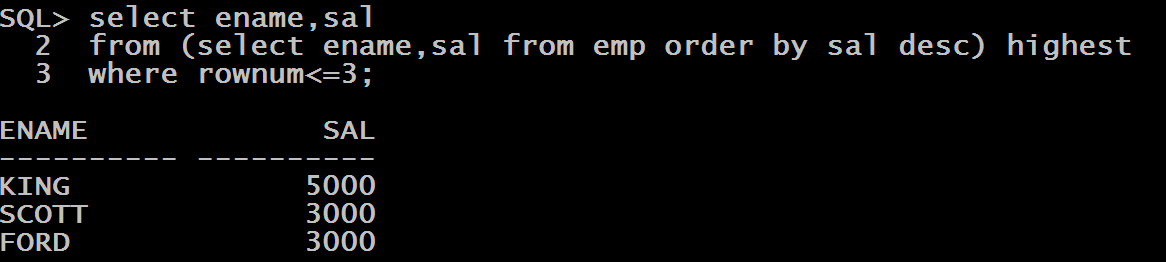 SQL> select ename,sal
  2  from (select ename,sal from emp order by sal desc) highest
  3  where rownum<=3;
ENAME             SAL
---------- ----------
KING             5000
SCOTT            3000
FORD             3000